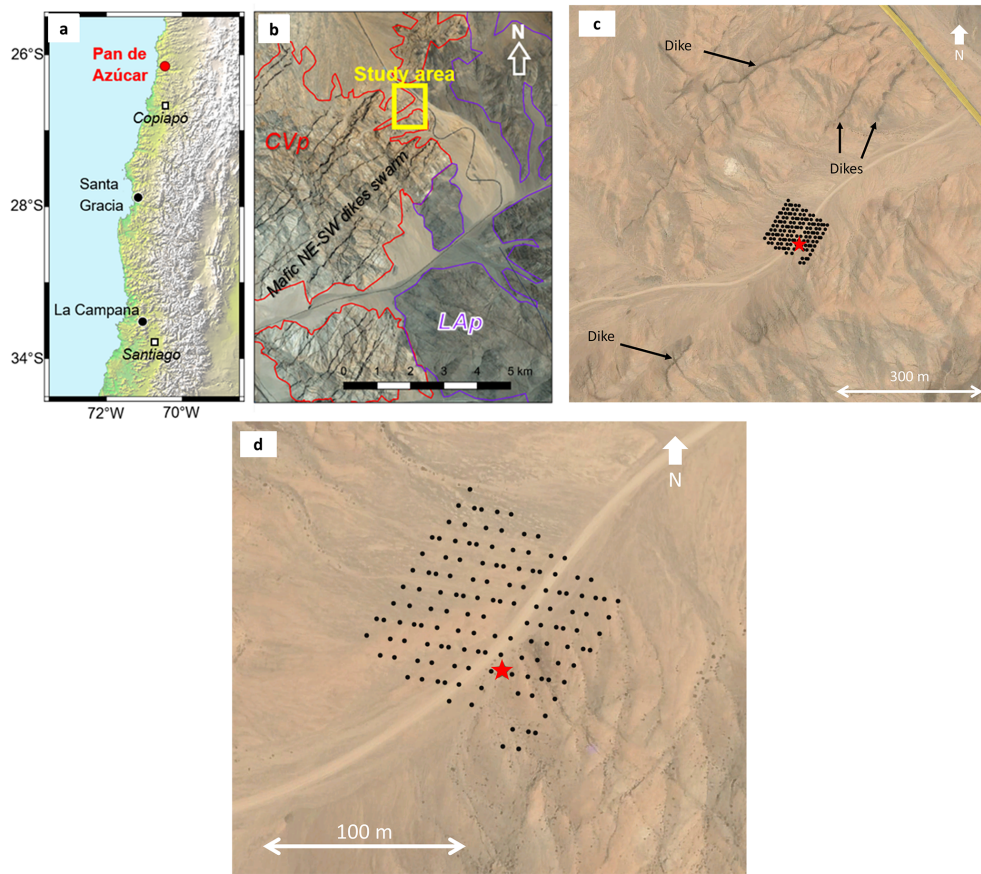 a
26°S
Pan de
Azúcar
Copiapó
Santa
Gracia
28°S
La Campana
Santiago
34°S
72°W 70°W
b
N
Study area
CVp
Mafic NE-SW dikes swarm
LAp
0 1 2 3 4 5 km
c
N
Dike
Dikes
Dike
300 m
d
N
100 m